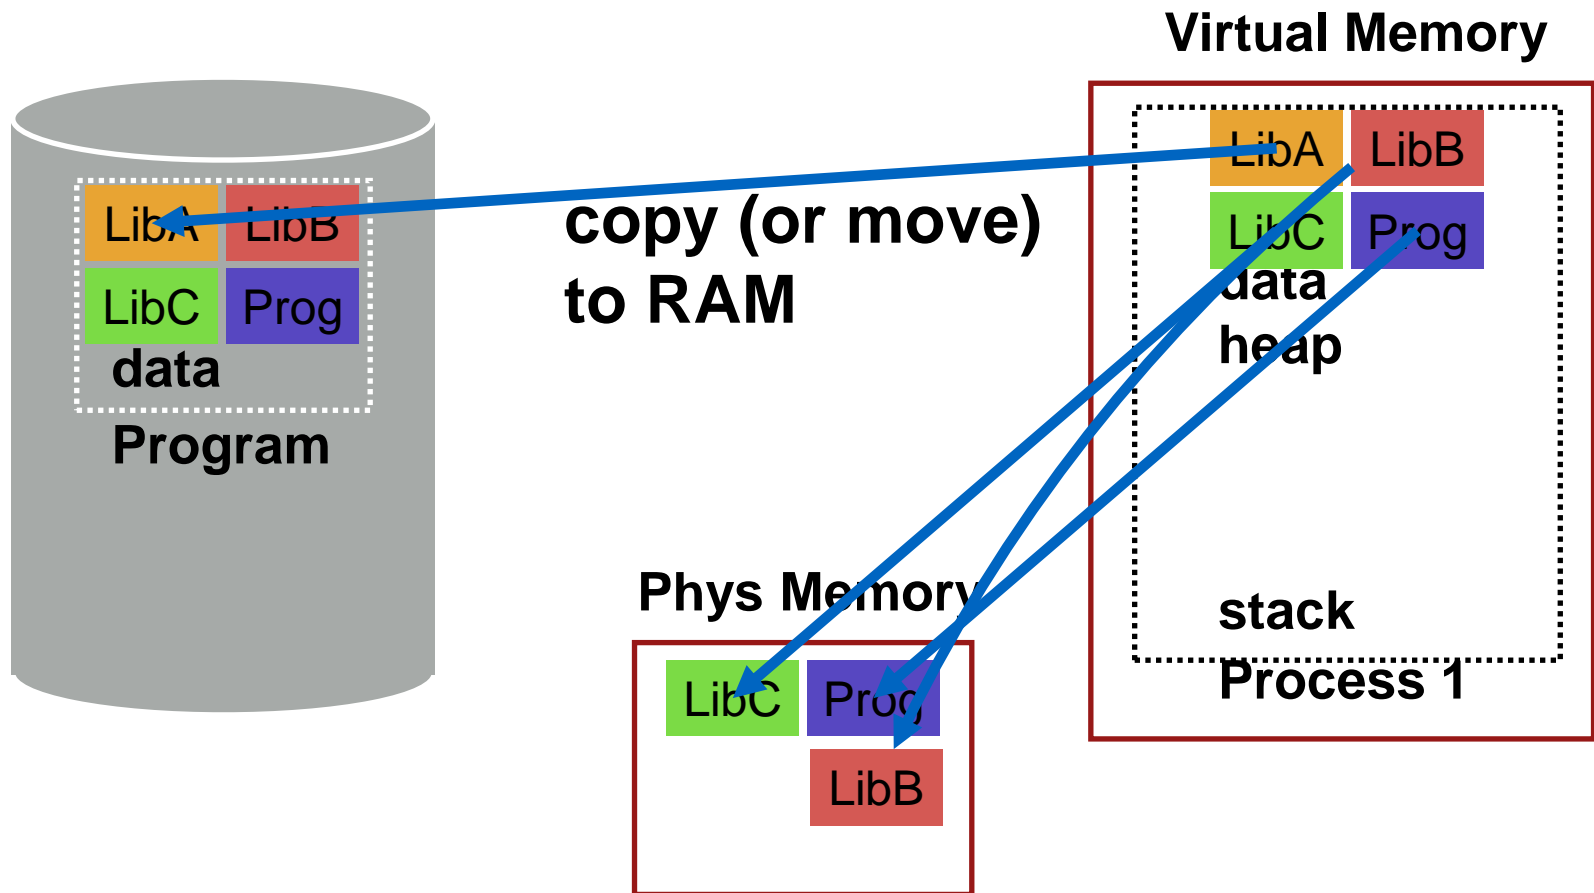 Virtual Memory
LibA LibB
LibC Prog
data
Program
copy (or move)
to RAM
LibA LibB
LibC Prog
data
heap
stack
Process 1
Phys Memory
LibC Prog
LibB